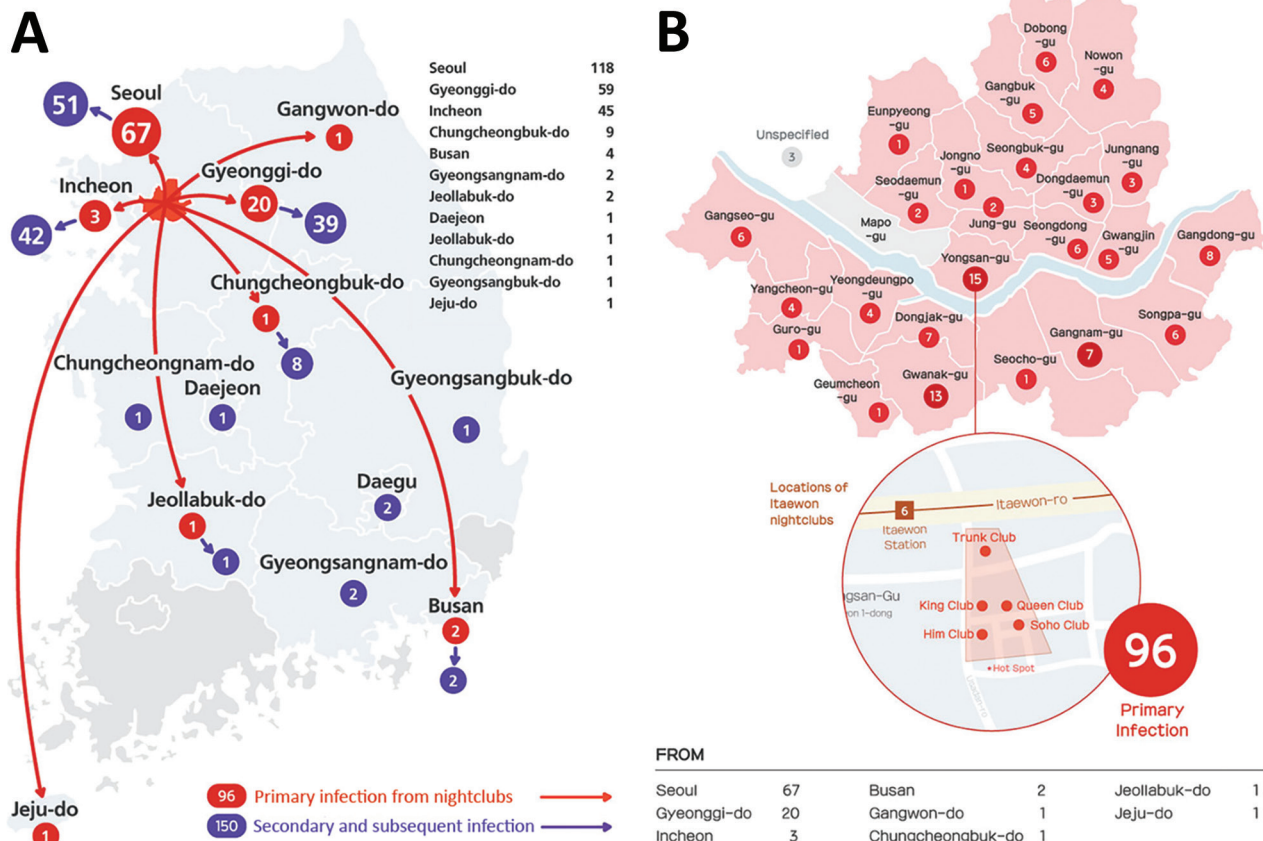 A
Seoul 118
Gyeonggi-do 59
Incheon 45
Chungcheongbuk-do 9
Busan 4
Gyeongsangnam-do 2
Jeollabuk-do 2
Daejeon 1
Jeollabuk-do 1
Chungcheongnam-do 1
Gyeongsangbuk-do 1
Jeju-do 1
51
Seoul
67
Gangwon-do
1
Gyeonggi-do
20
39
Incheon
3
42
Chungcheongbuk-do
1
8
Chungcheongnam-do
1
Daejeon
1
Gyeongsangbuk-do
1
Daegu
2
Jeollabuk-do
1
1
Gyeongsangnam-do
2
Busan
2
2
Jeju-do
1
96 Primary infection from nightclubs
150 Secondary and subsequent infection
B
Dobong
-gu
6
Nowon
-gu
4
Gangbuk
-gu
5
Eunpyeong
-gu
1
Unspecified
3
Jongno
-gu
1
Seongbuk-gu
4
Jungnang
-gu
3
Dongdaemun
-gu
3
Seodaemun
-gu
2
Jung-gu
2
Mapo
-gu
Gangseo-gu
6
Seongdong
-gu
6
Gwangjin
-gu
5
Gangdong-gu
8
Yongsan-gu
15
Yangcheon-gu
4
Yeongdeungpo
-gu
4
Dongjak-gu
7
Guro-gu
1
Gangnam-gu
7
Songpa-gu
6
Seocho-gu
1
Geumcheon
-gu
1
Gwanak-gu
13
Locations of
Itaewon
nightclubs
6
Itaewon
Station
Itaewon-ro
Trunk Club
King Club
Queen Club
Soho Club
Him Club
Hot Spot
ngsan-Gu
on 1-dong
96
Primary
Infection
FROM
Seoul 67 Busan 2 Jeollabuk-do 1
Gyeonggi-do 20 Gangwon-do 1 Jeju-do 1
Incheon 3 Chungcheongbuk-do 1